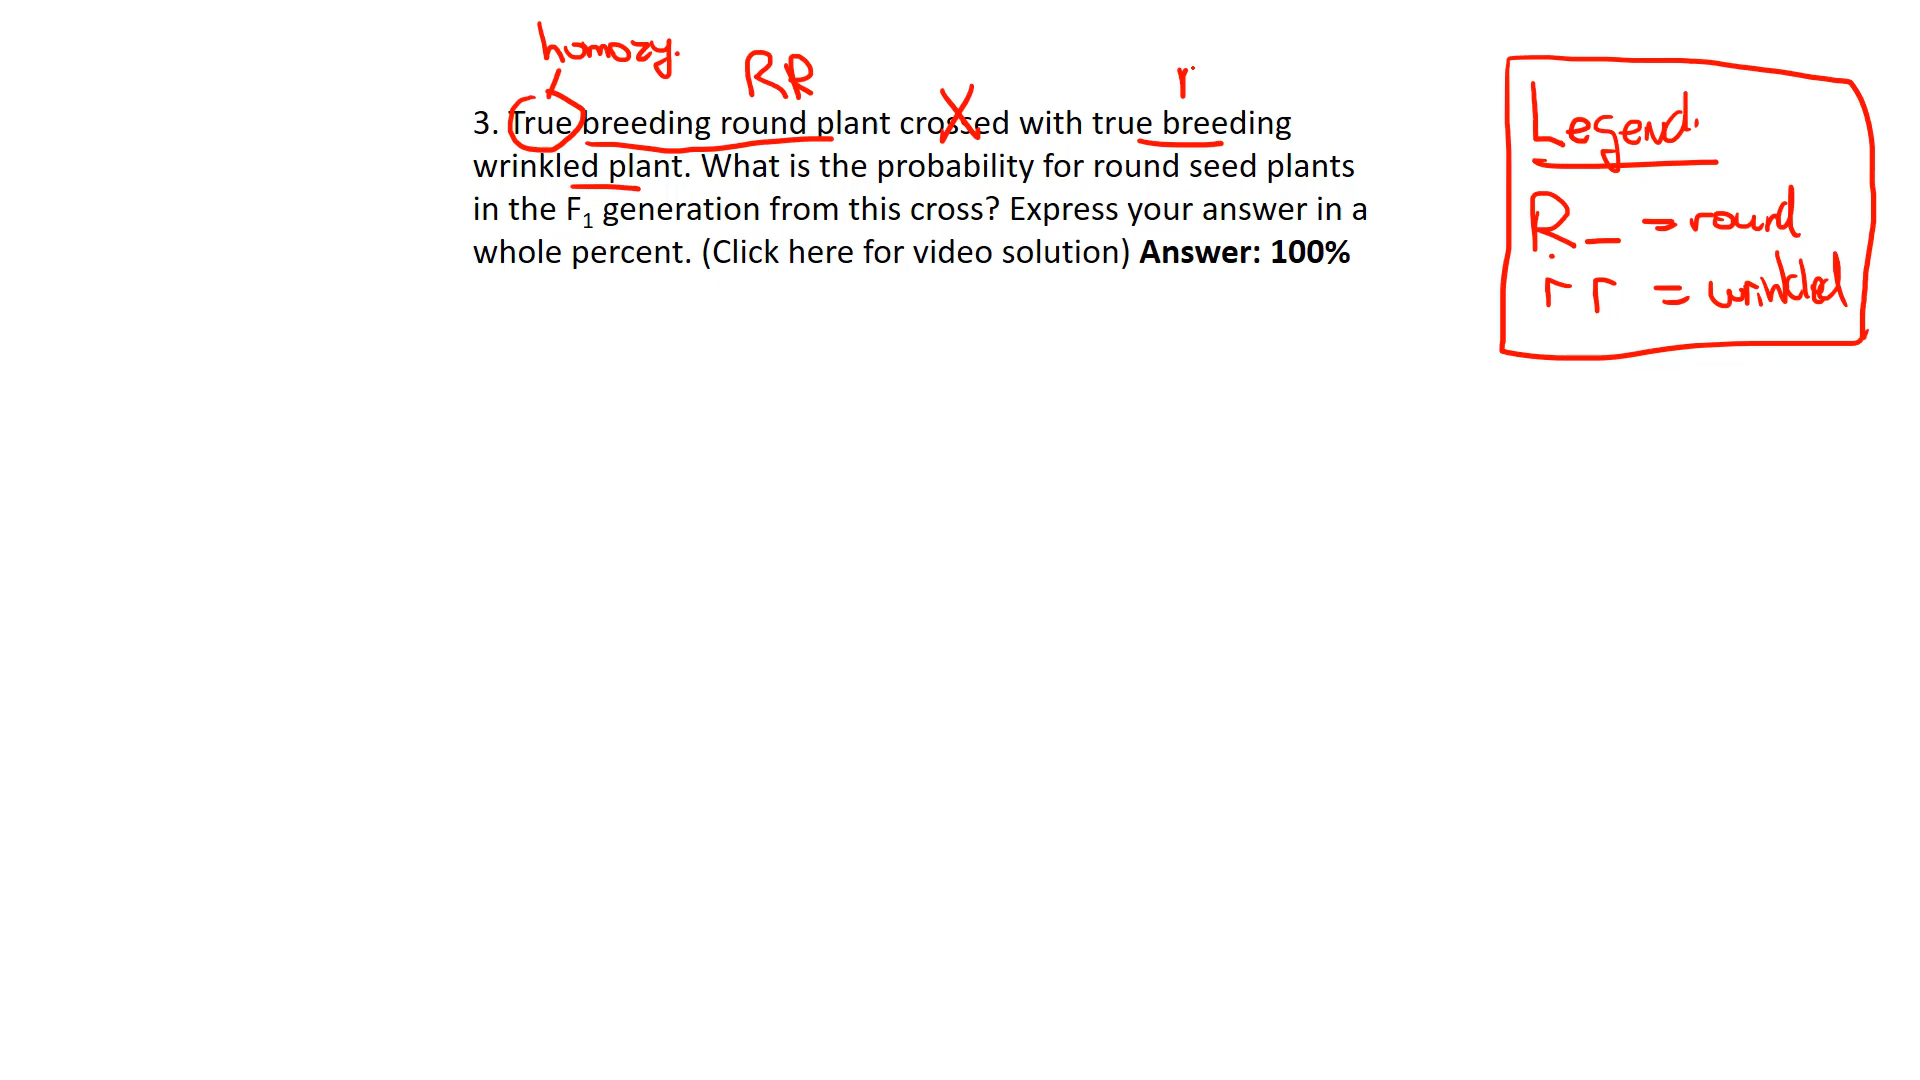 homozy.
RR X r
3. True breeding round plant crossed with true breeding
wrinkled plant. What is the probability for round seed plants
in the F₁ generation from this cross? Express your answer in a
whole percent. (Click here for video solution) Answer: 100%
Legend.
R_ = round
rr = wrinkled